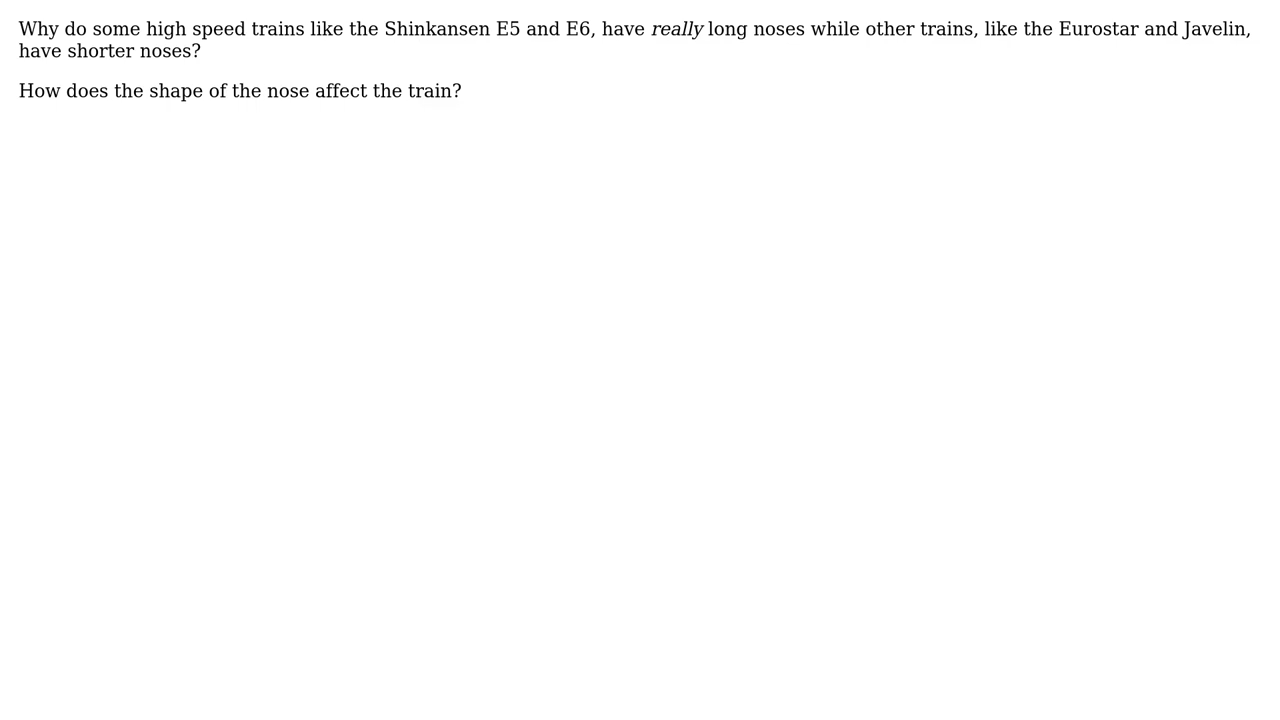 Why do some high speed trains like the Shinkansen E5 and E6, have really long noses while other trains, like the Eurostar and Javelin,
have shorter noses?
How does the shape of the nose affect the train?